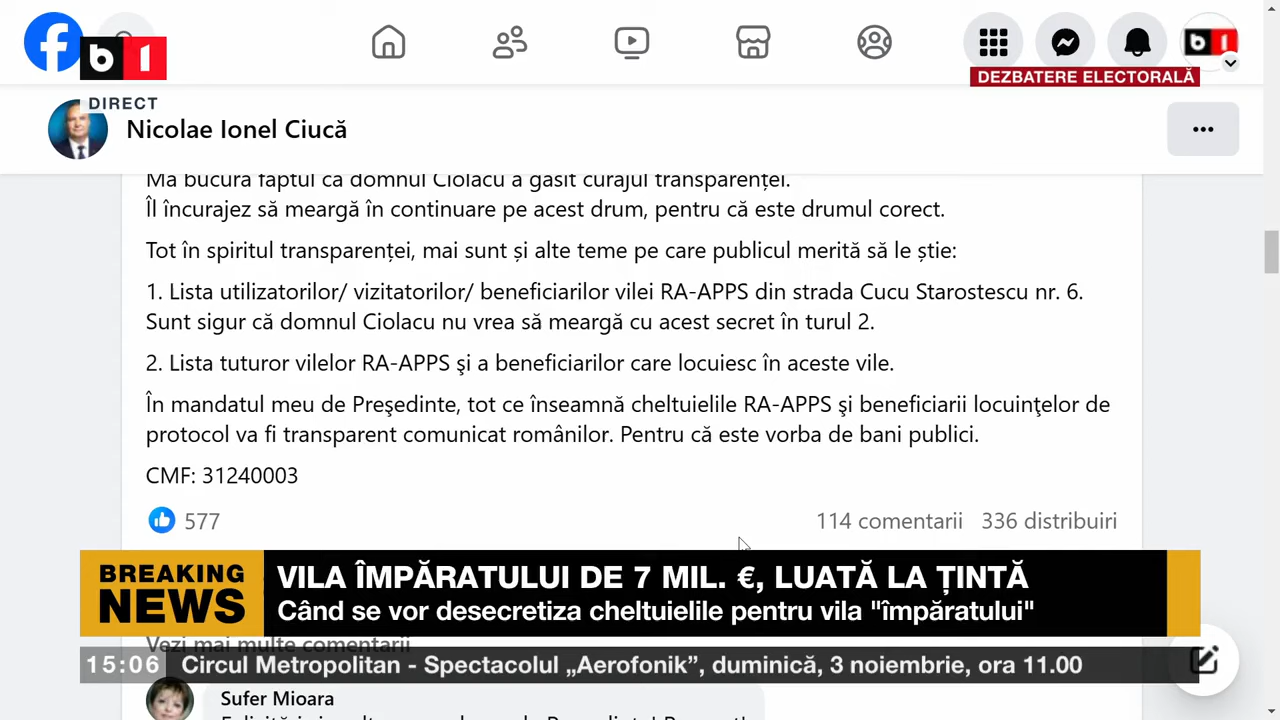 b1
DEZBATERE ELECTORALĂ
DIRECT
Nicolae Ionel Ciucă
Mă bucură faptul că domnul Ciolacu a găsit curajul transparenței.
Îl încurajez să meargă în continuare pe acest drum, pentru că este drumul corect.
Tot în spiritul transparenței, mai sunt și alte teme pe care publicul merită să le știe:
1. Lista utilizatorilor/ vizitatorilor/ beneficiarilor vilei RA-APPS din strada Cucu Starostescu nr. 6.
Sunt sigur că domnul Ciolacu nu vrea să meargă cu acest secret în turul 2.
2. Lista tuturor vilelor RA-APPS şi a beneficiarilor care locuiesc în aceste vile.
În mandatul meu de Preşedinte, tot ce înseamnă cheltuielile RA-APPS şi beneficiarii locuinţelor de
protocol va fi transparent comunicat românilor. Pentru că este vorba de bani publici.
CMF: 31240003
577
114 comentarii 336 distribuiri
BREAKING
NEWS
VILA ÎMPĂRATULUI DE 7 MIL. €, LUATĂ LA ȚINTĂ
Când se vor desecretiza cheltuielile pentru vila "împăratului"
Vezi mai multe comentarii
15:06 Circul Metropolitan - Spectacolul „Aerofonik”, duminică, 3 noiembrie, ora 11.00
Sufer Mioara